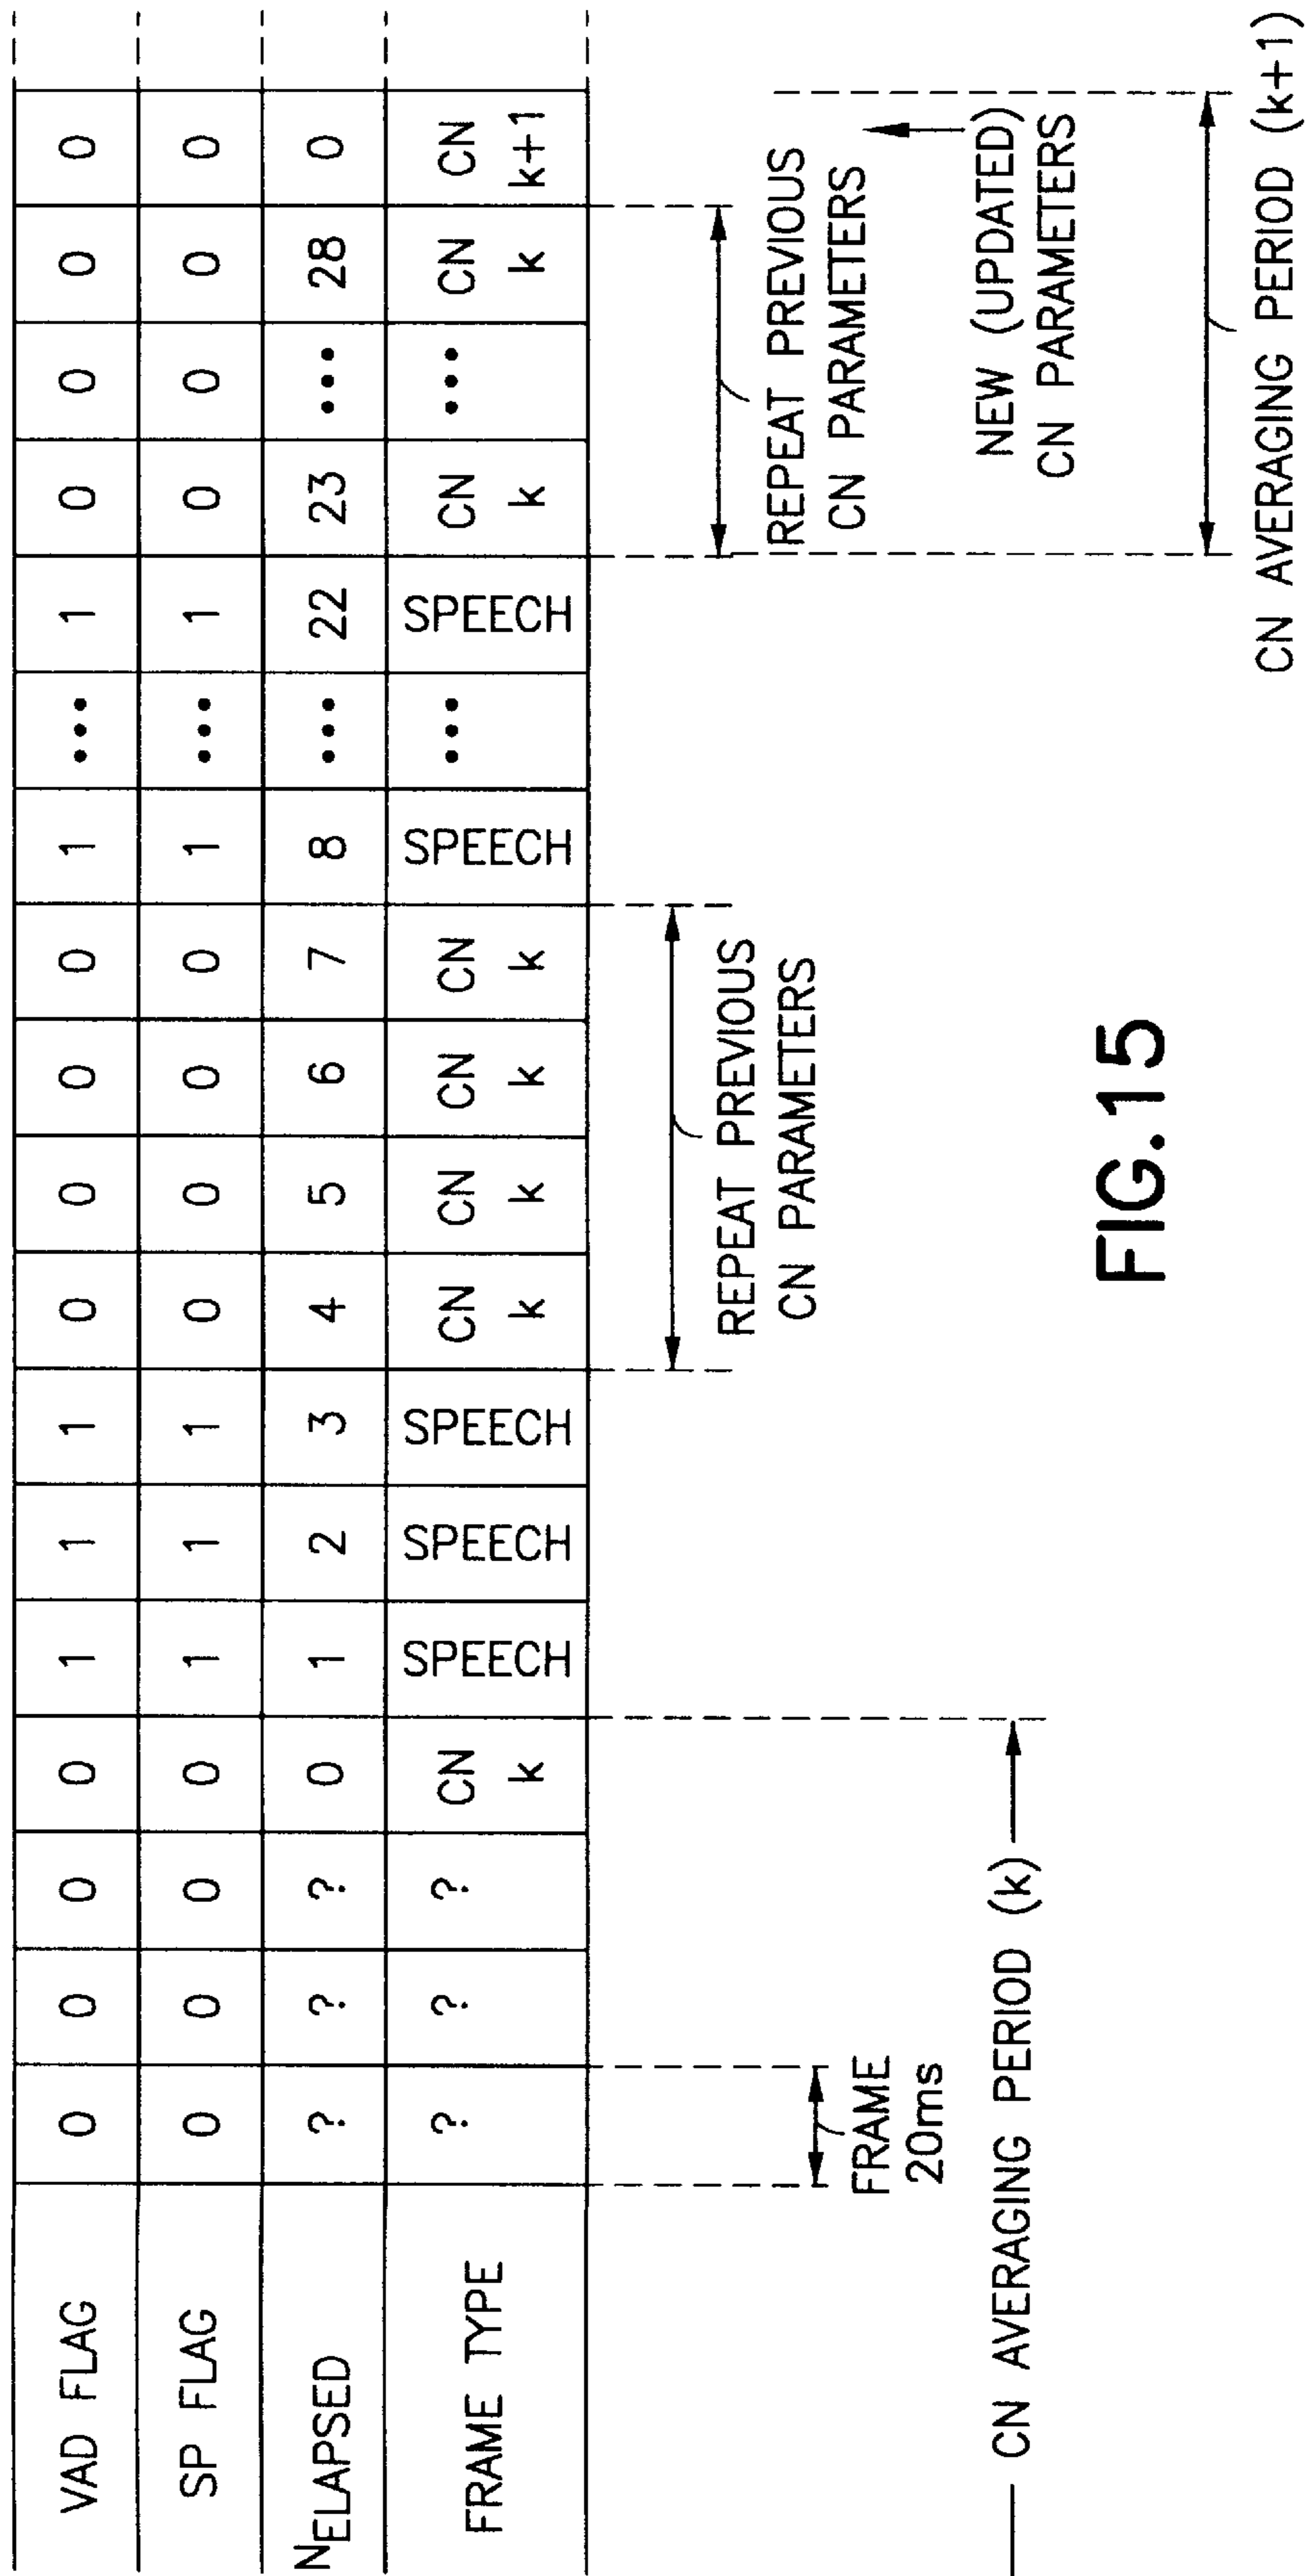 VAD FLAG 0 0 0 0 1 1 1 0 0 0 0 1 ••• 1 0 0 0 0
SP FLAG 0 0 0 0 1 1 1 0 0 0 0 1 ••• 1 0 0 0 0
NELAPSED ? ? ? 0 1 2 3 4 5 6 7 8 ••• 22 23 ••• 28 0
FRAME TYPE ? ? ? CN k SPEECH SPEECH SPEECH CN k CN k CN k CN k SPEECH ••• SPEECH CN k ••• CN k CN k+1
FRAME
20ms
REPEAT PREVIOUS
CN PARAMETERS
REPEAT PREVIOUS
CN PARAMETERS
NEW (UPDATED)
CN PARAMETERS
CN AVERAGING PERIOD (k)
CN AVERAGING PERIOD (k+1)
FIG.15